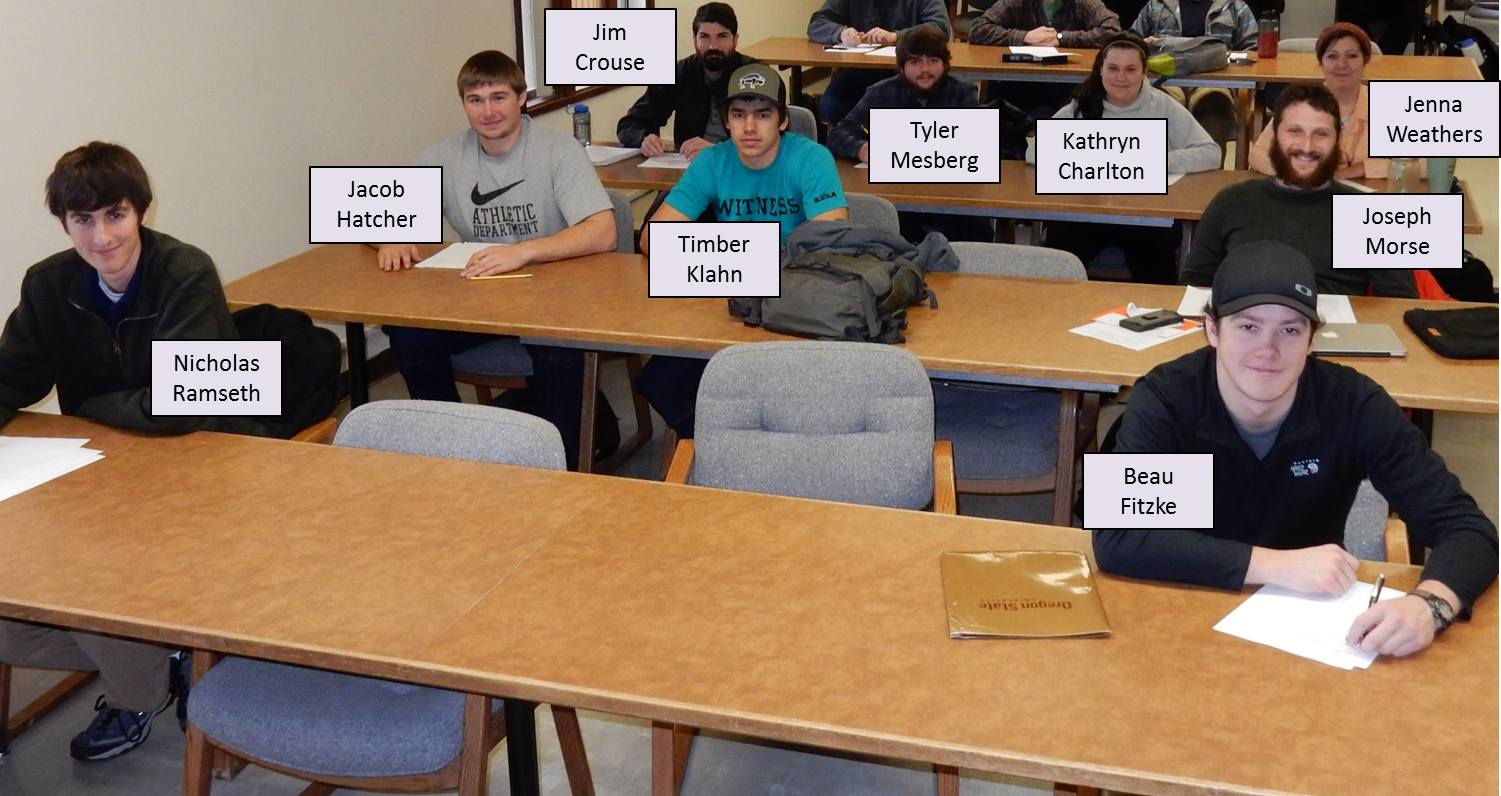 Jim
Crouse
Jacob
Hatcher
ATHLETIC
DEPARTMENT
WITNESS
Timber
Klahn
Tyler
Mesberg
Kathryn
Charlton
Jenna
Weathers
Joseph
Morse
Nicholas
Ramseth
Beau
Fitzke
Oregon State
UNIVERSITY